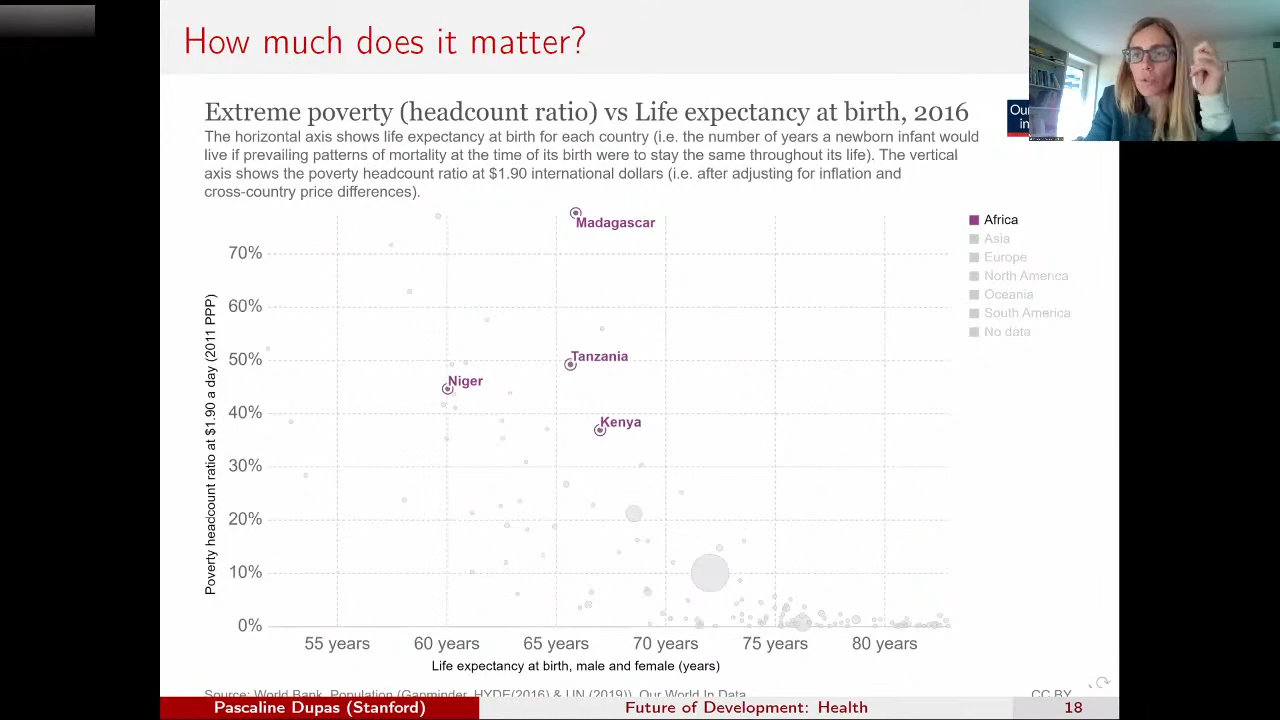 How much does it matter?
Extreme poverty (headcount ratio) vs Life expectancy at birth, 2016
The horizontal axis shows life expectancy at birth for each country (i.e. the number of years a newborn infant would
live if prevailing patterns of mortality at the time of its birth were to stay the same throughout its life). The vertical
axis shows the poverty headcount ratio at $1.90 international dollars (i.e. after adjusting for inflation and
cross-country price differences).
Madagascar
Tanzania
Niger
Kenya
Africa
Asia
Europe
North America
Oceania
South America
No data
Poverty headcount ratio at $1.90 a day (2011 PPP)
70%
60%
50%
40%
30%
20%
10%
0%
55 years
60 years
65 years
70 years
75 years
80 years
Life expectancy at birth, male and female (years)
Source: World Bank, Population (Gapminder, HYDE(2016) & UN (2019)), Our World In Data
CC BY
Pascaline Dupas (Stanford)
Future of Development: Health
18